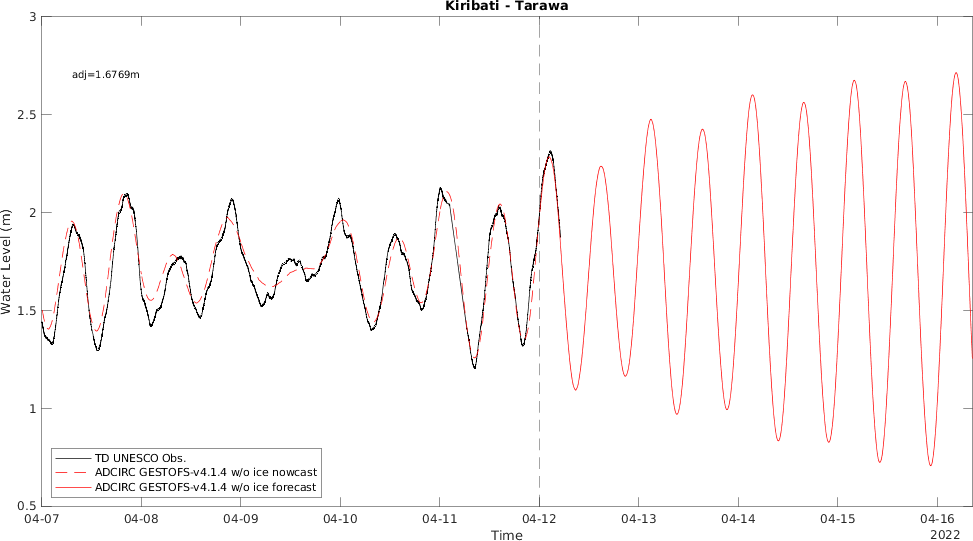 Kiribati - Tarawa
3
adj=1.6769m
2.5
2
Water Level (m)
1.5
1
TD UNESCO Obs.
ADCIRC GESTOFS-v4.1.4 w/o ice nowcast
ADCIRC GESTOFS-v4.1.4 w/o ice forecast
0.5
04-07 04-08 04-09 04-10 04-11 04-12 04-13 04-14 04-15 04-16
Time
2022